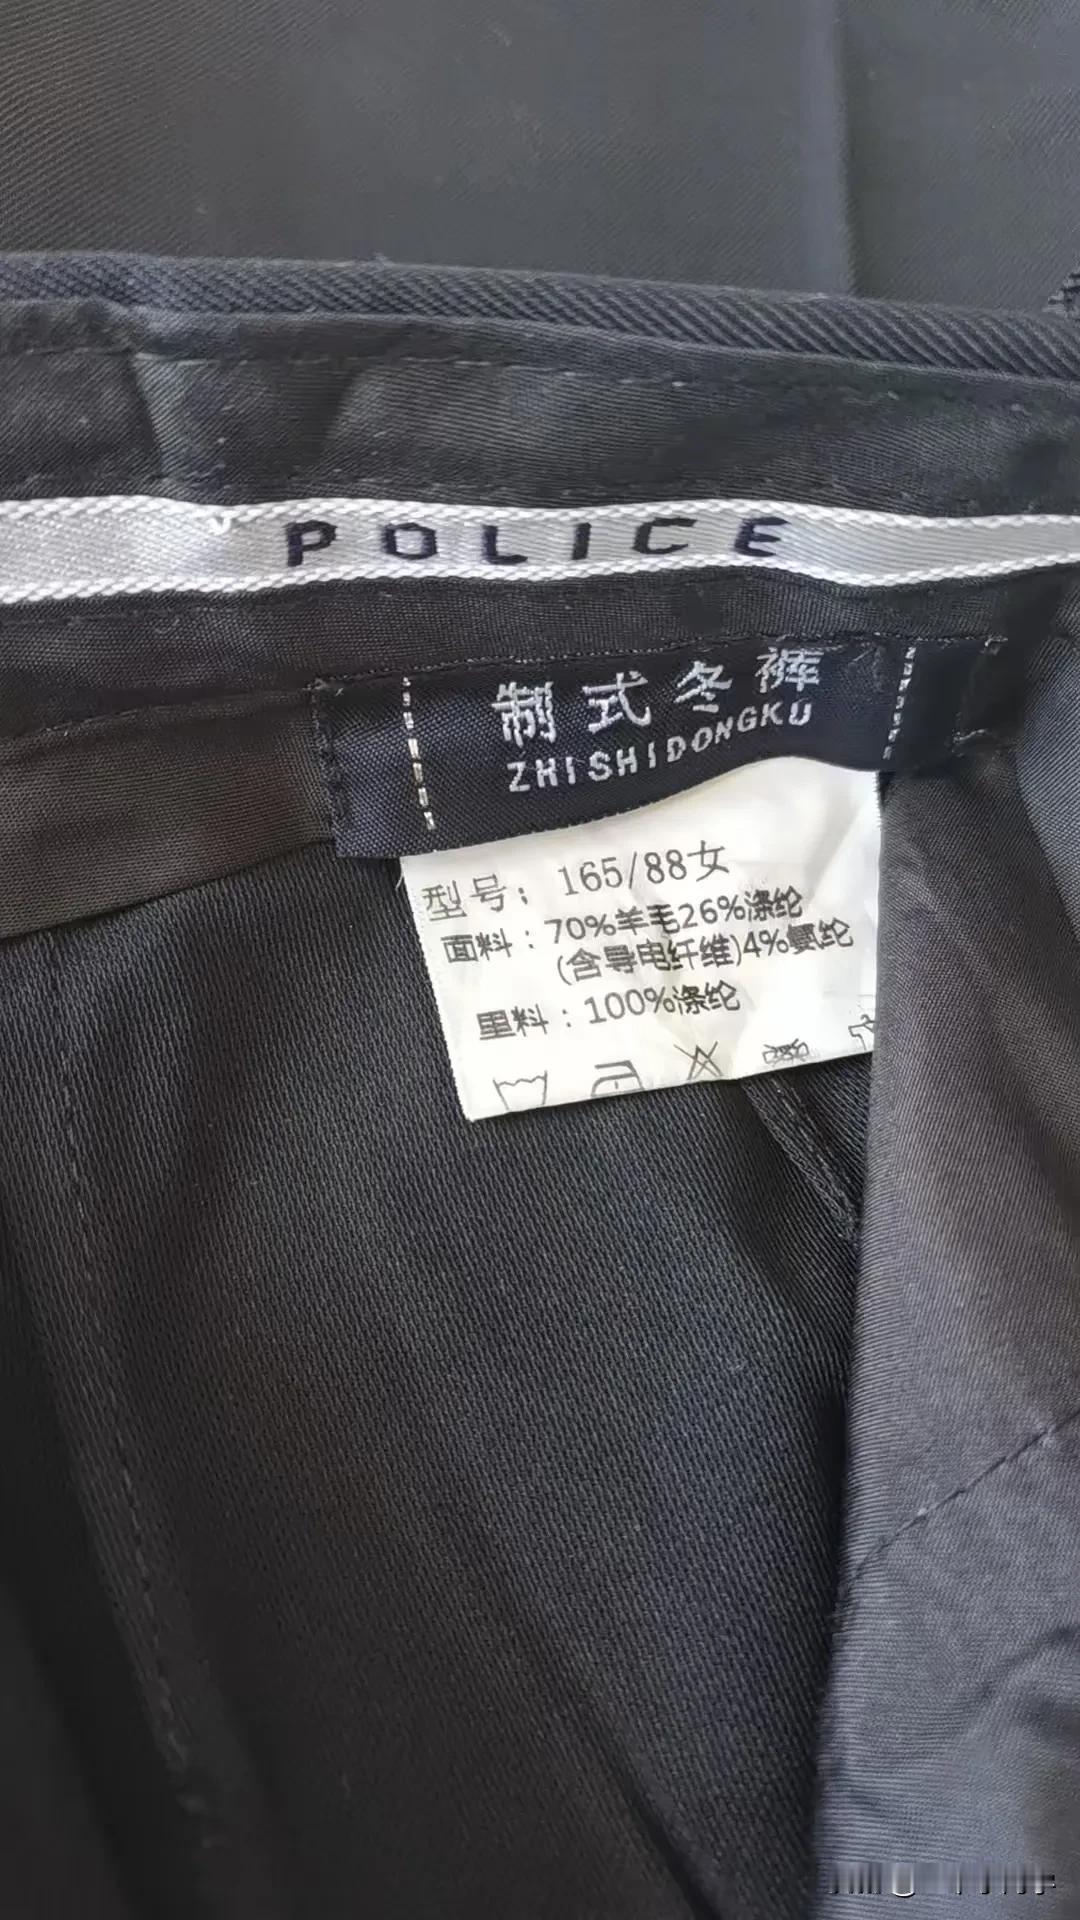 POLICE
制式冬裤
ZHISHIDONGKU
型号: 165/88女
面料: 70%羊毛26%涤纶
(含导电纤维)4%氨纶
里料: 100%涤纶